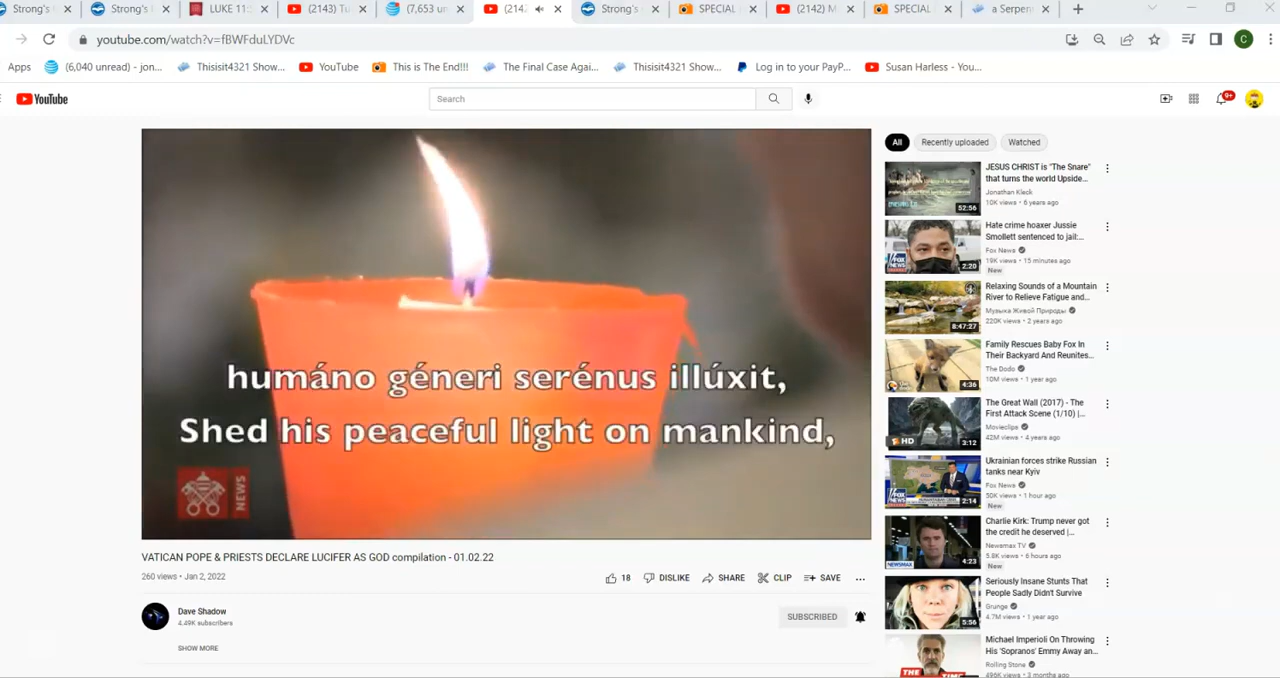 Strong's
Strong's
LUKE 11:
(2143) Tu
(7,653 un
(214
Strong's
SPECIAL
(2142) M
SPECIAL
a Serpen
youtube.com/watch?v=fBWFduLYDVc
Apps
(6,040 unread) - jon...
Thisisit4321 Show...
YouTube
This is The End!!!
The Final Case Agai...
Thisisit4321 Show...
Log in to your PayP...
Susan Harless - You...
YouTube
Search
9+
humáno géneri serénus illúxit,
Shed his peaceful light on mankind,
NEWS
VATICAN POPE & PRIESTS DECLARE LUCIFER AS GOD compilation - 01.02.22
260 views • Jan 2, 2022
18
DISLIKE
SHARE
CLIP
SAVE
Dave Shadow
4.49K subscribers
SUBSCRIBED
SHOW MORE
All
Recently uploaded
Watched
JESUS CHRIST is "The Snare"
that turns the world Upside...
Jonathan Kleck
10K views • 6 years ago
52:56
Hate crime hoaxer Jussie
Smollett sentenced to jail:...
Fox News
19K views • 15 minutes ago
New
2:20
Relaxing Sounds of a Mountain
River to Relieve Fatigue and...
Музыка Живой Природы
220K views • 2 years ago
8:47:27
Family Rescues Baby Fox In
Their Backyard And Reunites...
The Dodo
10M views • 1 year ago
4:36
The Great Wall (2017) - The
First Attack Scene (1/10) |...
Movieclips
42M views • 4 years ago
HD
3:12
Ukrainian forces strike Russian
tanks near Kyiv
Fox News
50K views • 1 hour ago
New
2:14
Charlie Kirk: Trump never got
the credit he deserved |...
Newsmax TV
5.8K views • 6 hours ago
New
NEWSMAX
4:23
Seriously Insane Stunts That
People Sadly Didn't Survive
Grunge
4.7M views • 1 year ago
5:56
Michael Imperioli On Throwing
His 'Sopranos' Emmy Away an...
Rolling Stone
496K views • 3 months ago